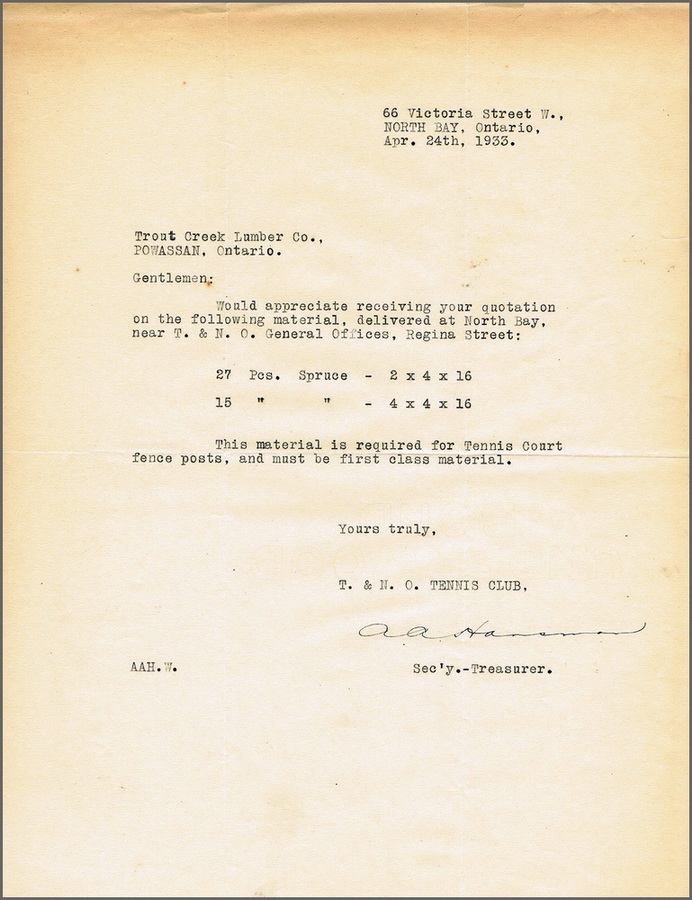 66 Victoria Street W.,
NORTH BAY, Ontario,
Apr. 24th, 1933.
Trout Creek Lumber Co.,
POWASSAN, Ontario.
Gentlemen:
Would appreciate receiving your quotation
on the following material, delivered at North Bay,
near T. & N. O. General Offices, Regina Street:
27 Pcs. Spruce - 2 x 4 x 16
15 " " - 4 x 4 x 16
This material is required for Tennis Court
fence posts, and must be first class material.
Yours truly,
T. & N. O. TENNIS CLUB,
A A
AAH.W.
Sec'y.-Treasurer.